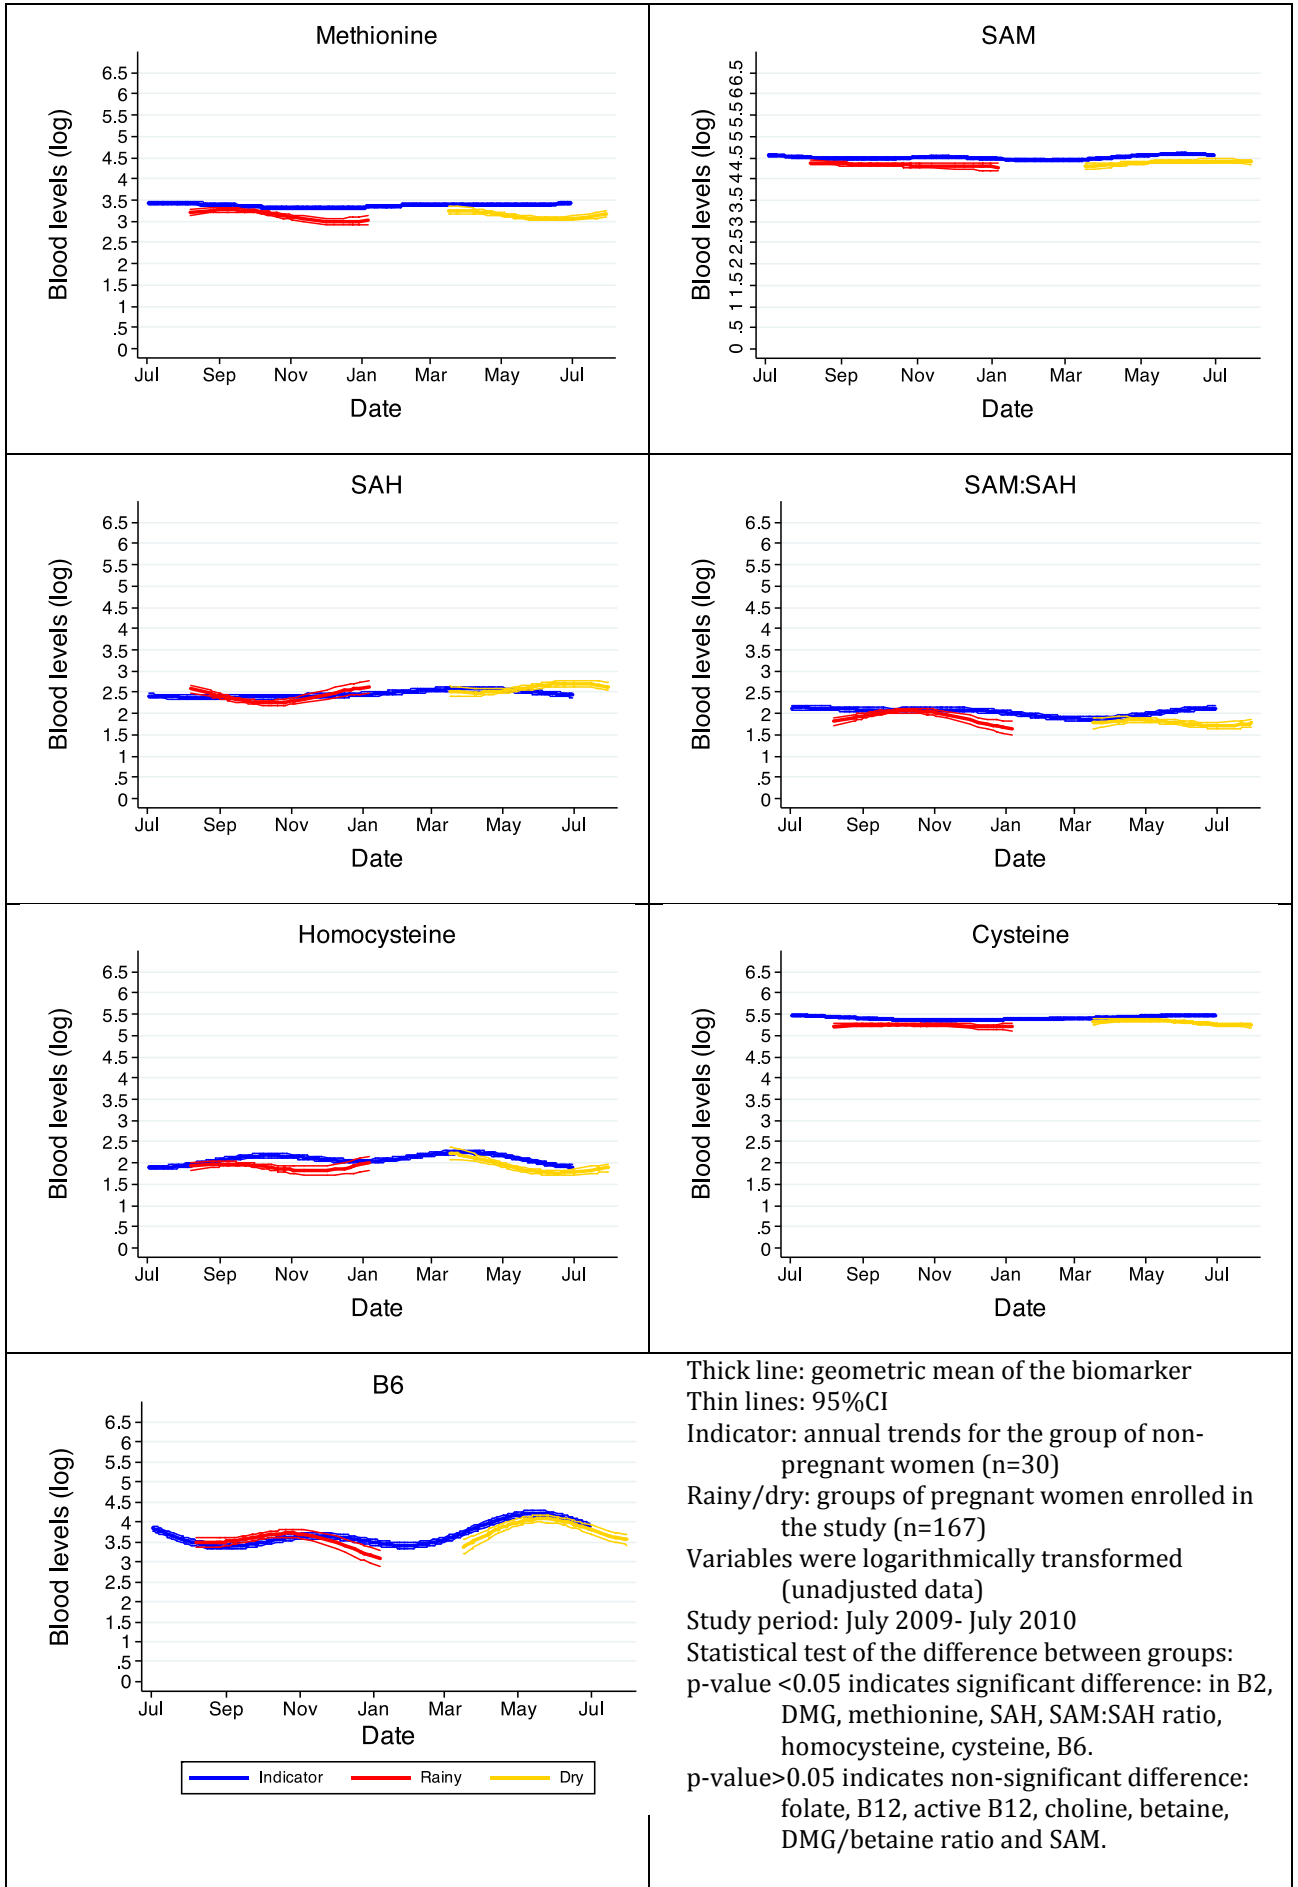 Methionine
Blood levels (log)
6.5
6
5.5
5
4.5
4
3.5
3
2.5
2
1.5
1
.5
0
Jul Sep Nov Jan Mar May Jul
Date
SAM
Blood levels (log)
0 .5 1 1.5 2 2.5 3 3.5 4 4.5 5 5.5 6 6.5
Jul Sep Nov Jan Mar May Jul
Date
SAH
Blood levels (log)
6.5
6
5.5
5
4.5
4
3.5
3
2.5
2
1.5
1
.5
0
Jul Sep Nov Jan Mar May Jul
Date
SAM:SAH
Blood levels (log)
6.5
6
5.5
5
4.5
4
3.5
3
2.5
2
1.5
1
.5
0
Jul Sep Nov Jan Mar May Jul
Date
Homocysteine
Blood levels (log)
6.5
6
5.5
5
4.5
4
3.5
3
2.5
2
1.5
1
.5
0
Jul Sep Nov Jan Mar May Jul
Date
Cysteine
Blood levels (log)
6.5
6
5.5
5
4.5
4
3.5
3
2.5
2
1.5
1
.5
0
Jul Sep Nov Jan Mar May Jul
Date
B6
Blood levels (log)
6.5
6
5.5
5
4.5
4
3.5
3
2.5
2
1.5
1
.5
0
Jul Sep Nov Jan Mar May Jul
Date
Indicator Rainy Dry
Thick line: geometric mean of the biomarker
Thin lines: 95%CI
Indicator: annual trends for the group of non-
pregnant women (n=30)
Rainy/dry: groups of pregnant women enrolled in
the study (n=167)
Variables were logarithmically transformed
(unadjusted data)
Study period: July 2009- July 2010
Statistical test of the difference between groups:
p-value <0.05 indicates significant difference: in B2,
DMG, methionine, SAH, SAM:SAH ratio,
homocysteine, cysteine, B6.
p-value>0.05 indicates non-significant difference:
folate, B12, active B12, choline, betaine,
DMG/betaine ratio and SAM.